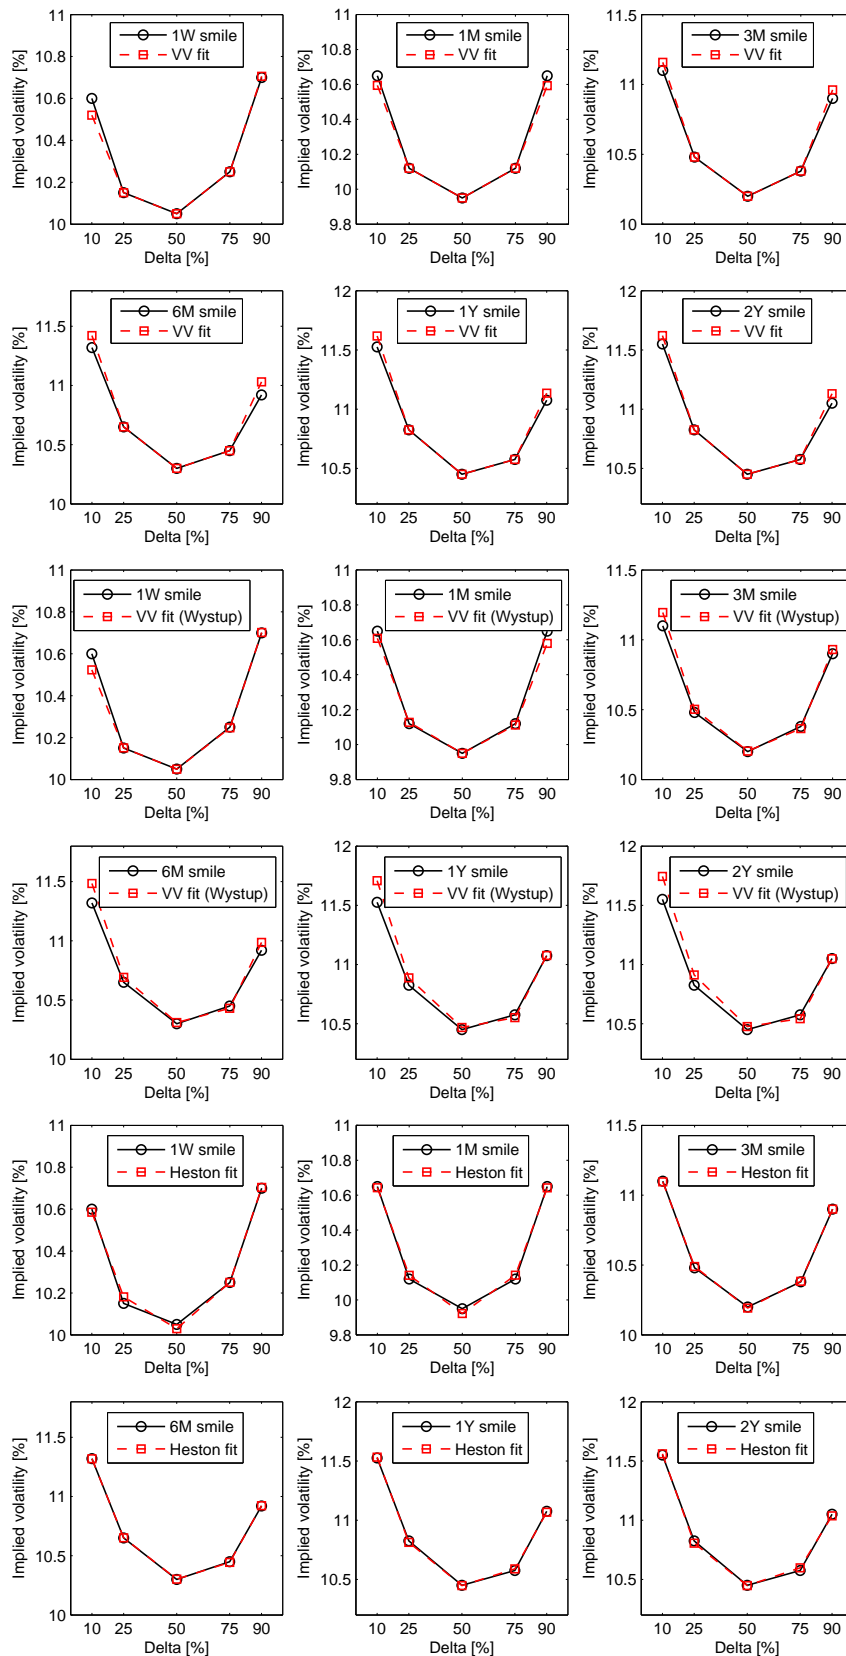 11
10.8
10.6
10.4
10.2
10
Implied volatility [%]
1W smile
VV fit
10 25 50 75 90
Delta [%]
11
10.8
10.6
10.4
10.2
10
9.8
Implied volatility [%]
1M smile
VV fit
10 25 50 75 90
Delta [%]
11.5
11
10.5
10
Implied volatility [%]
3M smile
VV fit
10 25 50 75 90
Delta [%]
11.5
11
10.5
10
Implied volatility [%]
6M smile
VV fit
10 25 50 75 90
Delta [%]
12
11.5
11
10.5
Implied volatility [%]
1Y smile
VV fit
10 25 50 75 90
Delta [%]
12
11.5
11
10.5
Implied volatility [%]
2Y smile
VV fit
10 25 50 75 90
Delta [%]
11
10.8
10.6
10.4
10.2
10
Implied volatility [%]
1W smile
VV fit (Wystup)
10 25 50 75 90
Delta [%]
11
10.8
10.6
10.4
10.2
10
9.8
Implied volatility [%]
1M smile
VV fit (Wystup)
10 25 50 75 90
Delta [%]
11.5
11
10.5
10
Implied volatility [%]
3M smile
VV fit (Wystup)
10 25 50 75 90
Delta [%]
11.5
11
10.5
10
Implied volatility [%]
6M smile
VV fit (Wystup)
10 25 50 75 90
Delta [%]
12
11.5
11
10.5
Implied volatility [%]
1Y smile
VV fit (Wystup)
10 25 50 75 90
Delta [%]
12
11.5
11
10.5
Implied volatility [%]
2Y smile
VV fit (Wystup)
10 25 50 75 90
Delta [%]
11
10.8
10.6
10.4
10.2
10
Implied volatility [%]
1W smile
Heston fit
10 25 50 75 90
Delta [%]
11
10.8
10.6
10.4
10.2
10
9.8
Implied volatility [%]
1M smile
Heston fit
10 25 50 75 90
Delta [%]
11.5
11
10.5
10
Implied volatility [%]
3M smile
Heston fit
10 25 50 75 90
Delta [%]
11.5
11
10.5
10
Implied volatility [%]
6M smile
Heston fit
10 25 50 75 90
Delta [%]
12
11.5
11
10.5
Implied volatility [%]
1Y smile
Heston fit
10 25 50 75 90
Delta [%]
12
11.5
11
10.5
Implied volatility [%]
2Y smile
Heston fit
10 25 50 75 90
Delta [%]